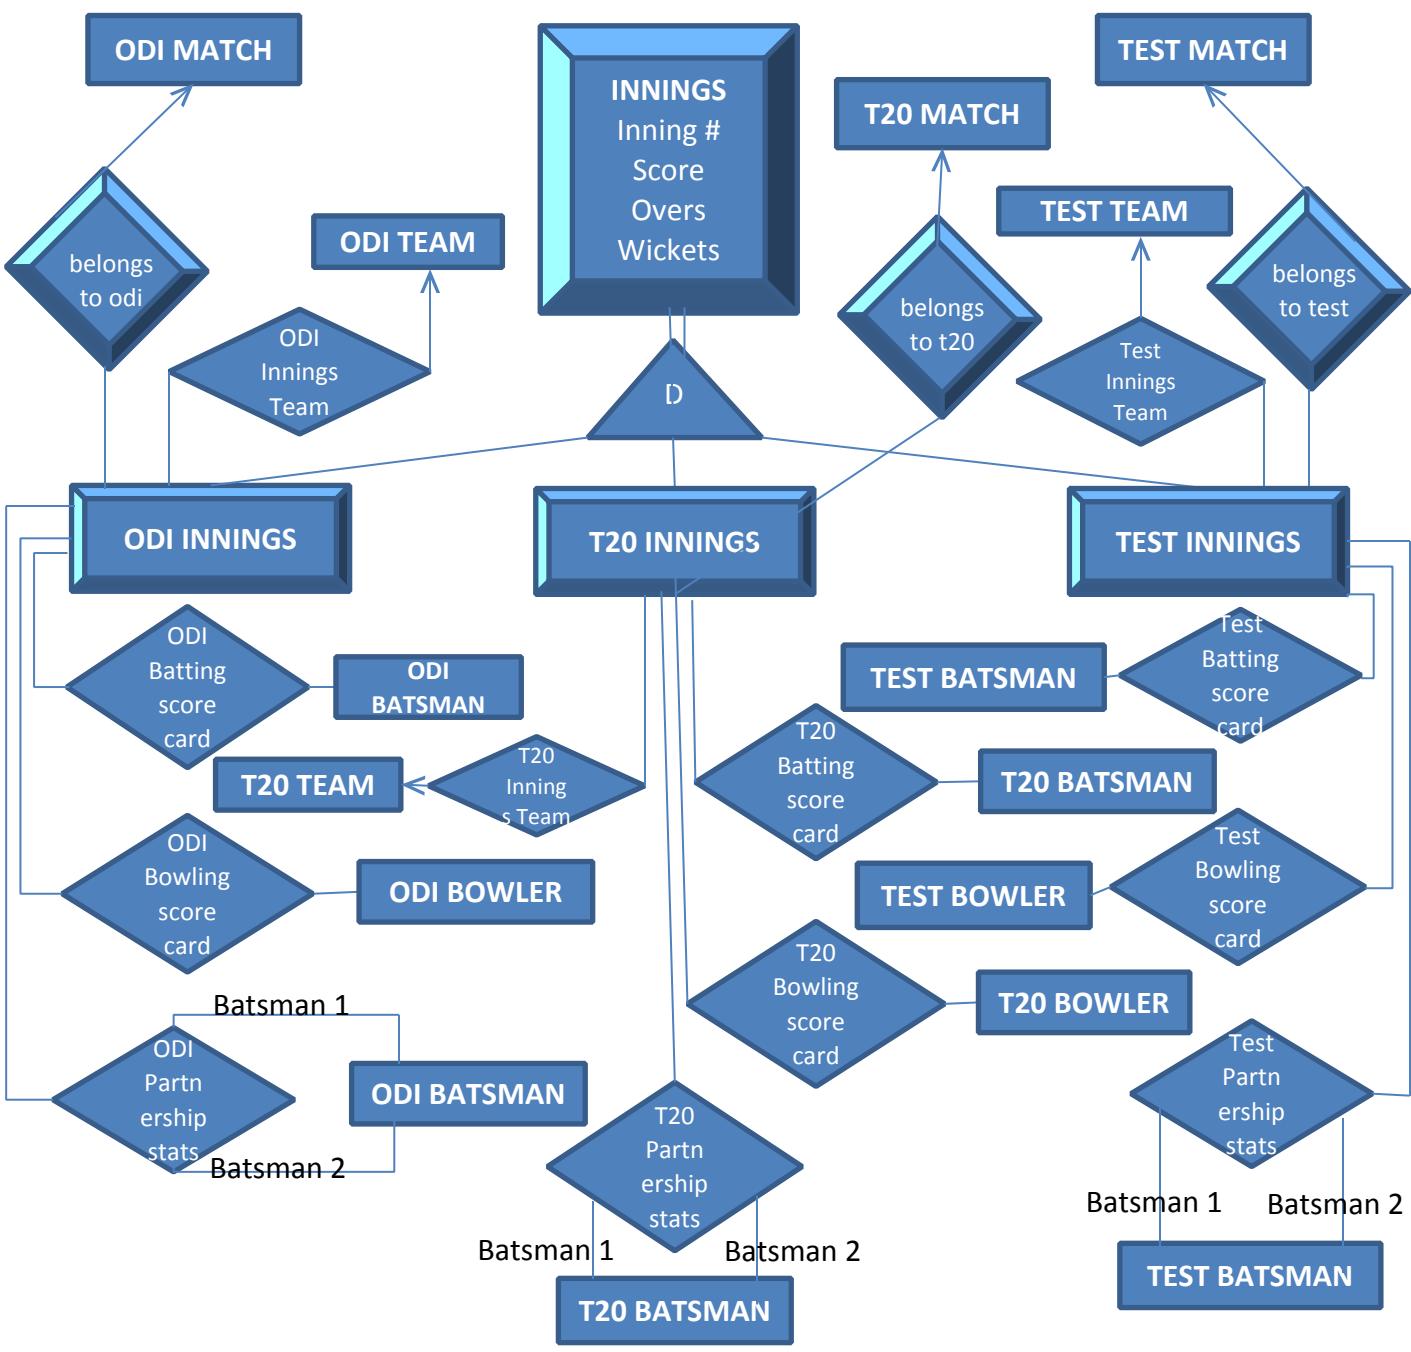 ODI MATCH
INNINGS
Inning #
Score
Overs
Wickets
TEST MATCH
T20 MATCH
TEST TEAM
ODI TEAM
belongs
to odi
belongs
to t20
belongs
to test
ODI
Innings
Team
Test
Innings
Team
D
ODI INNINGS
T20 INNINGS
TEST INNINGS
ODI
Batting
score
card
ODI
BATSMAN
TEST BATSMAN
Test
Batting
score
card
T20 TEAM
T20
Inning
s Team
T20
Batting
score
card
T20 BATSMAN
ODI
Bowling
score
card
ODI BOWLER
TEST BOWLER
Test
Bowling
score
card
T20
Bowling
score
card
T20 BOWLER
Batsman 1
ODI
Partn
ership
stats
Batsman 2
ODI BATSMAN
T20
Partn
ership
stats
Batsman 1
Batsman 2
T20 BATSMAN
Test
Partn
ership
stats
Batsman 1
Batsman 2
TEST BATSMAN